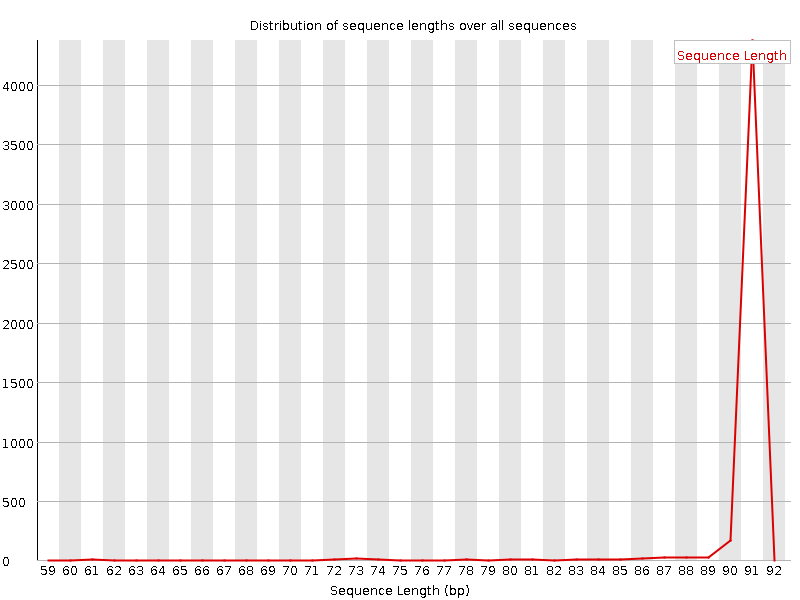 Distribution of sequence lengths over all sequences
Sequence Length
4000
3500
3000
2500
2000
1500
1000
500
0
59 60 61 62 63 64 65 66 67 68 69 70 71 72 73 74 75 76 77 78 79 80 81 82 83 84 85 86 87 88 89 90 91 92
Sequence Length (bp)